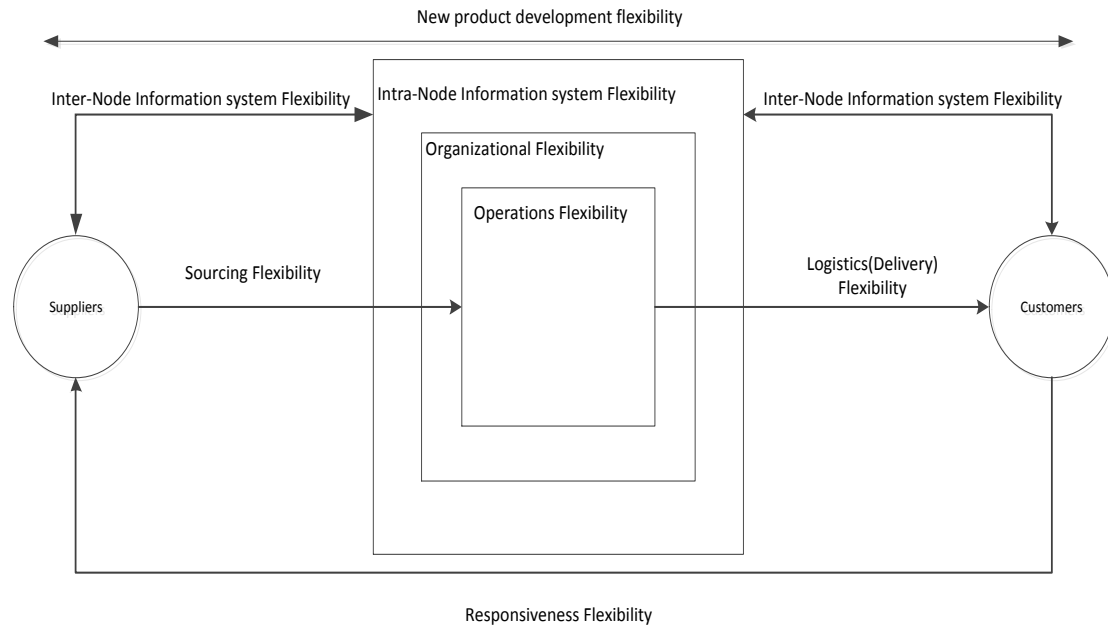 New product development flexibility
Inter-Node Information system Flexibility
Intra-Node Information system Flexibility
Inter-Node Information system Flexibility
Organizational Flexibility
Operations Flexibility
Sourcing Flexibility
Logistics(Delivery)
Flexibility
Suppliers
Customers
Responsiveness Flexibility